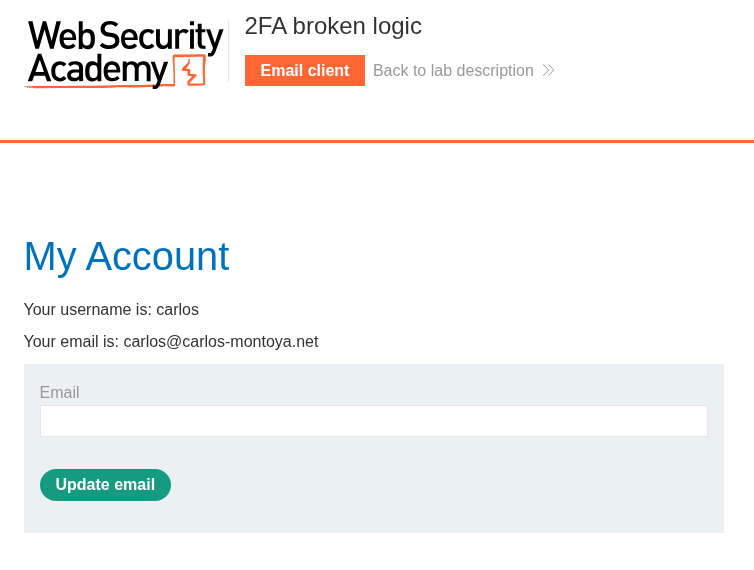 Web Security
Academy
2FA broken logic
Email client
Back to lab description
My Account
Your username is: carlos
Your email is: carlos@carlos-montoya.net
Email
Update email